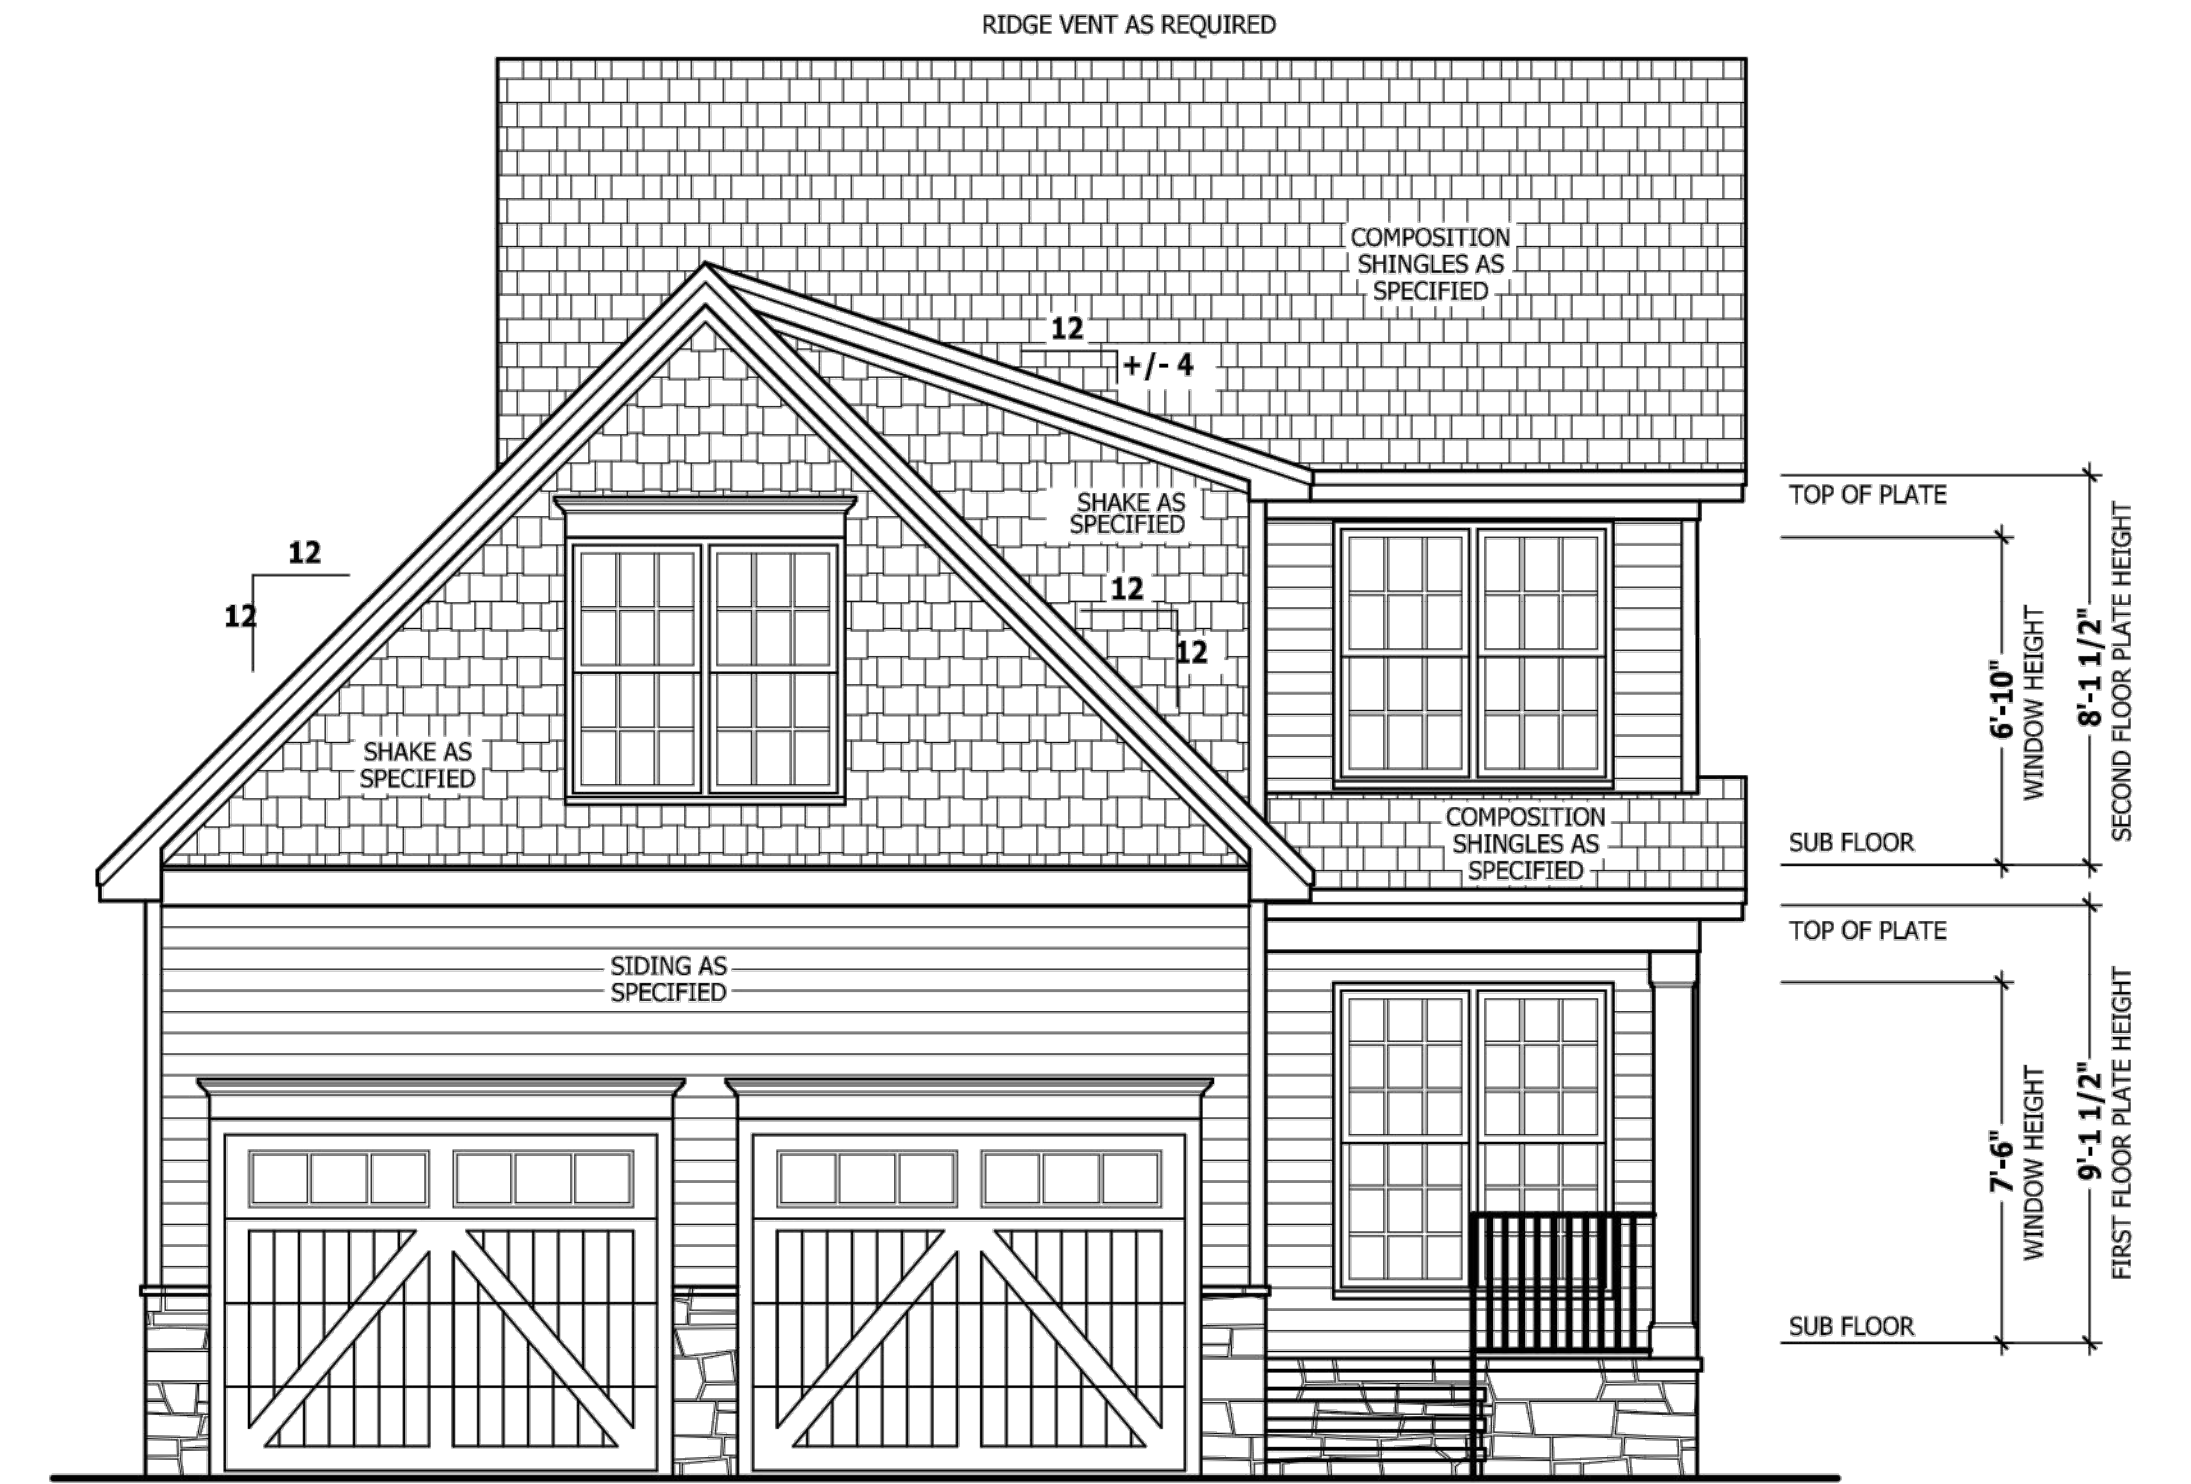 RIDGE VENT AS REQUIRED
COMPOSITION
SHINGLES AS
SPECIFIED
12
+/- 4
SHAKE AS
SPECIFIED
12
12
12
12
SHAKE AS
SPECIFIED
TOP OF PLATE
6'-10"
WINDOW HEIGHT
8'-1 1/2"
SECOND FLOOR PLATE HEIGHT
COMPOSITION
SHINGLES AS
SPECIFIED
SUB FLOOR
TOP OF PLATE
SIDING AS
SPECIFIED
7'-6"
WINDOW HEIGHT
9'-1 1/2"
FIRST FLOOR PLATE HEIGHT
SUB FLOOR